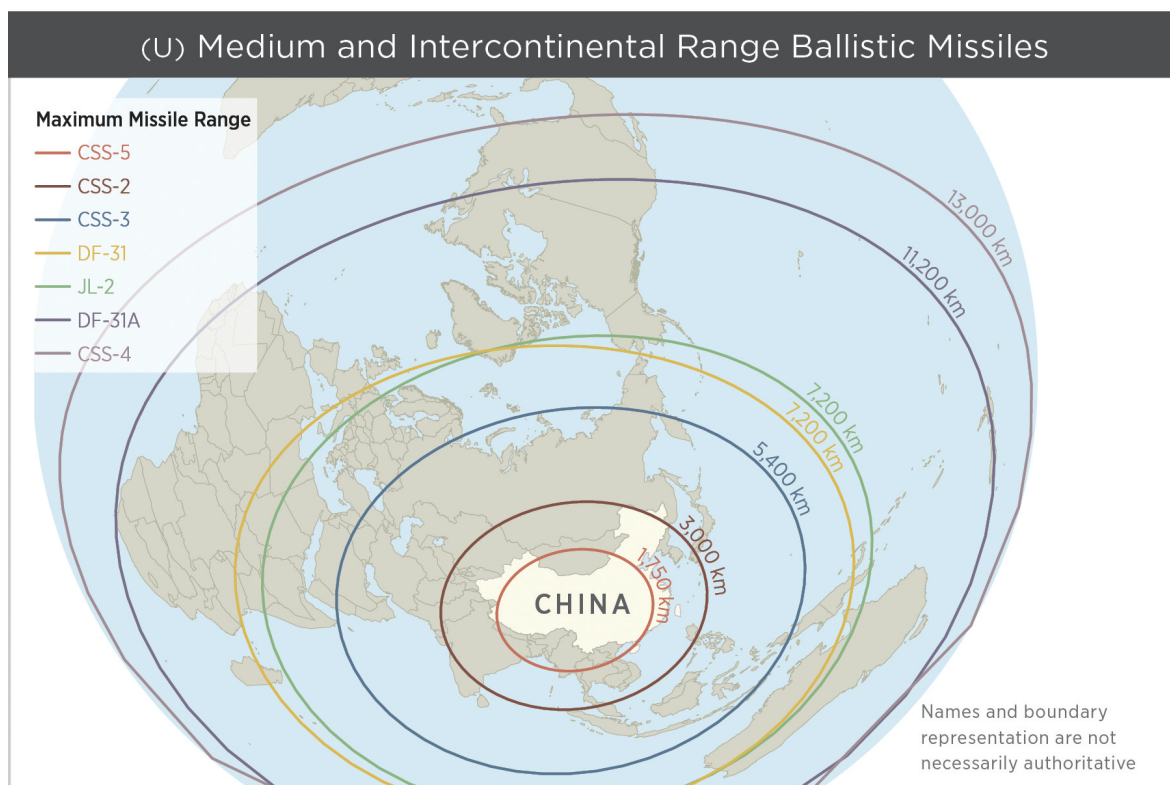 (U) Medium and Intercontinental Range Ballistic Missiles
Maximum Missile Range
CSS-5
CSS-2
CSS-3
DF-31
JL-2
DF-31A
CSS-4
13,000 km
11,200 km
7,200 km
7,200 km
5,400 km
3,000 km
1,750 km
CHINA
Names and boundary
representation are not
necessarily authoritative